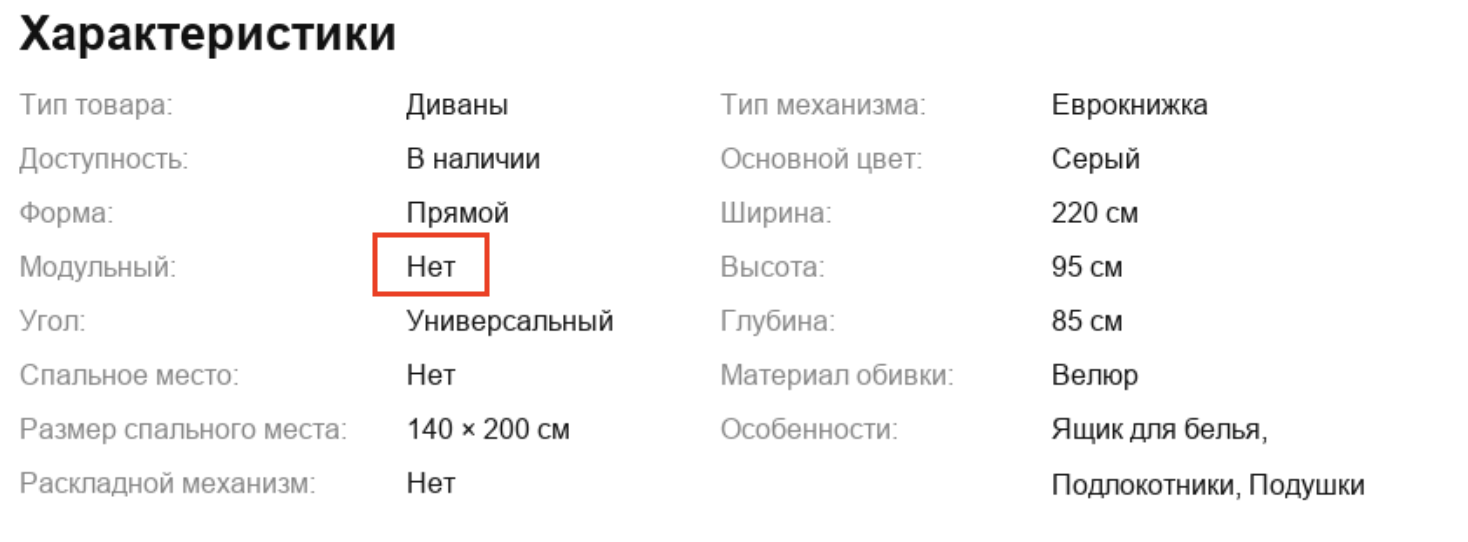 Характеристики
Тип товара: Диваны Тип механизма: Еврокнижка
Доступность: В наличии Основной цвет: Серый
Форма: Прямой Ширина: 220 см
Модульный: Нет Высота: 95 см
Угол: Универсальный Глубина: 85 см
Спальное место: Нет Материал обивки: Велюр
Размер спального места: 140 × 200 см Особенности: Ящик для белья,
Раскладной механизм: Нет Подлокотники, Подушки